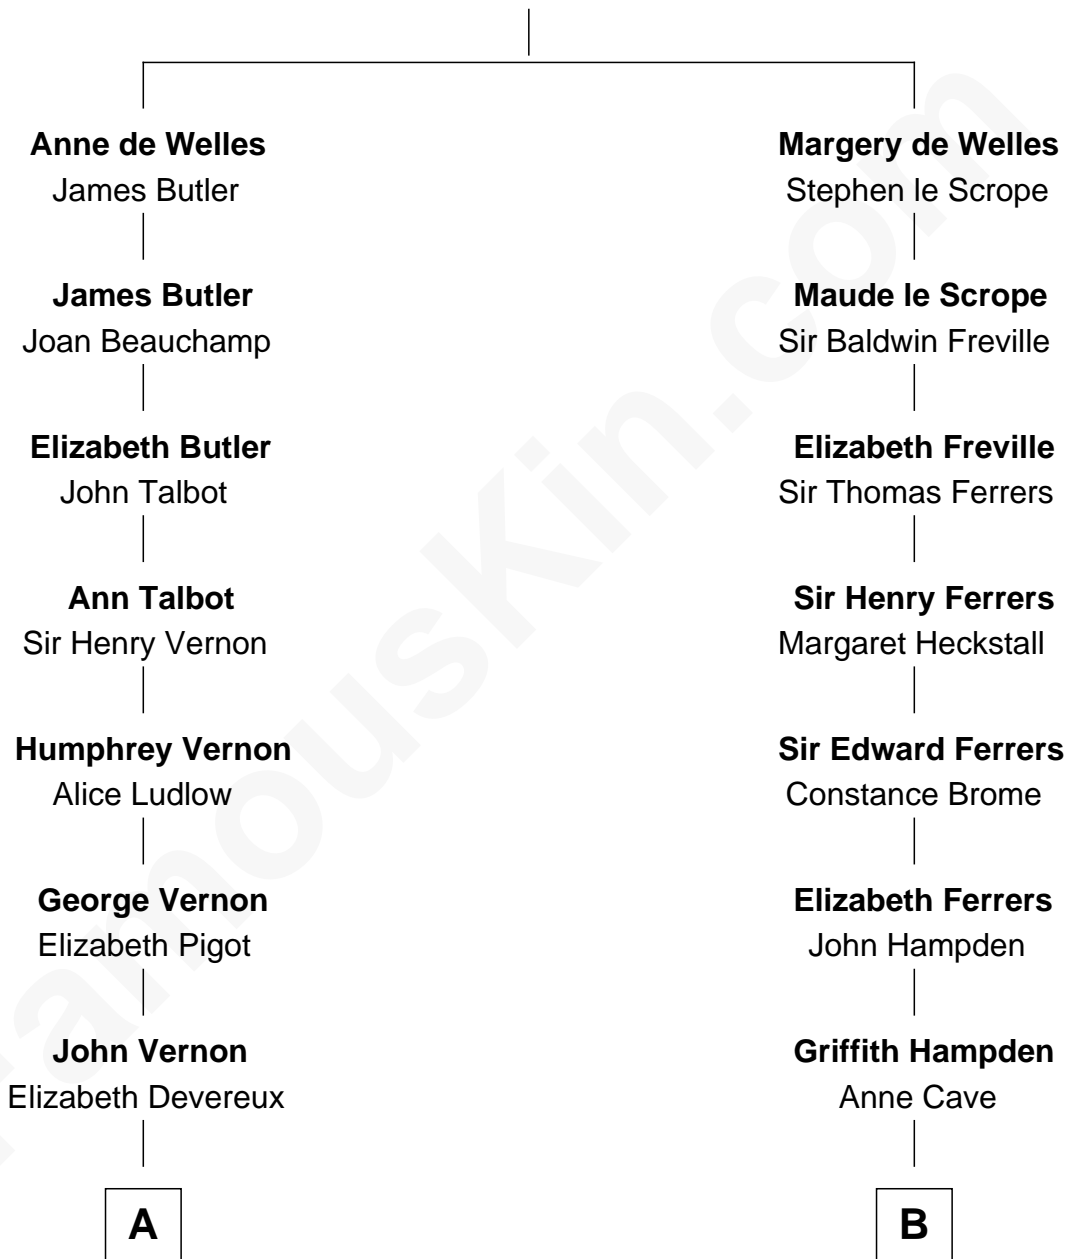 Anne de Welles
James Butler
James Butler
Joan Beauchamp
Elizabeth Butler
John Talbot
Ann Talbot
Sir Henry Vernon
Humphrey Vernon
Alice Ludlow
George Vernon
Elizabeth Pigot
John Vernon
Elizabeth Devereux
A
Margery de Welles
Stephen le Scrope
Maude le Scrope
Sir Baldwin Freville
Elizabeth Freville
Sir Thomas Ferrers
Sir Henry Ferrers
Margaret Heckstall
Sir Edward Ferrers
Constance Brome
Elizabeth Ferrers
John Hampden
Griffith Hampden
Anne Cave
B
FamousKin.com